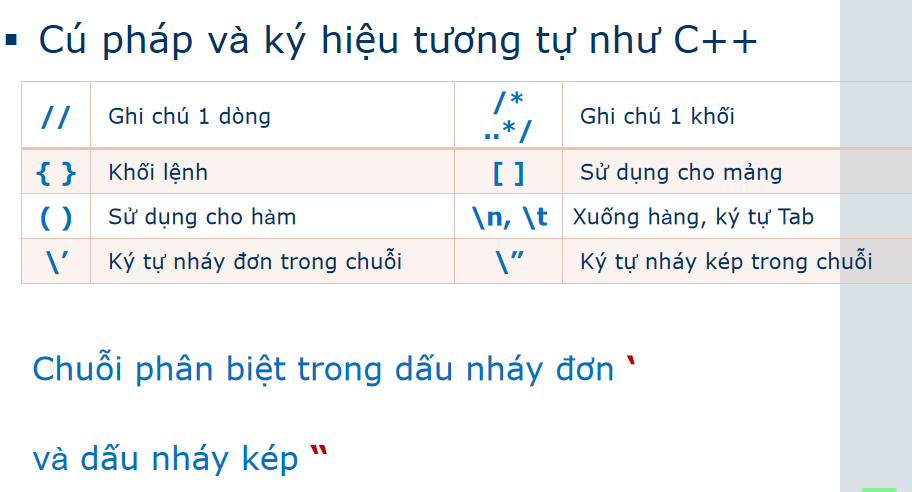 ▪ Cú pháp và ký hiệu tương tự như C++
// Ghi chú 1 dòng /* ..*/ Ghi chú 1 khối
{ } Khối lệnh [ ] Sử dụng cho mảng
( ) Sử dụng cho hàm \n, \t Xuống hàng, ký tự Tab
\’ Ký tự nháy đơn trong chuỗi \” Ký tự nháy kép trong chuỗi
Chuỗi phân biệt trong dấu nháy đơn ‘
và dấu nháy kép “